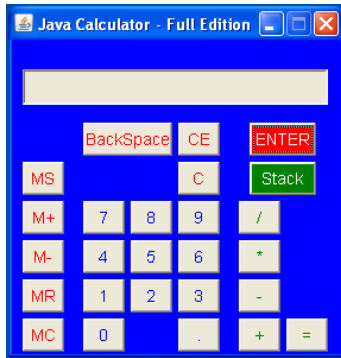 Java Calculator - Full Edition
BackSpace CE ENTER
MS C Stack
M+ 7 8 9 /
M- 4 5 6 *
MR 1 2 3 -
MC 0 . + =